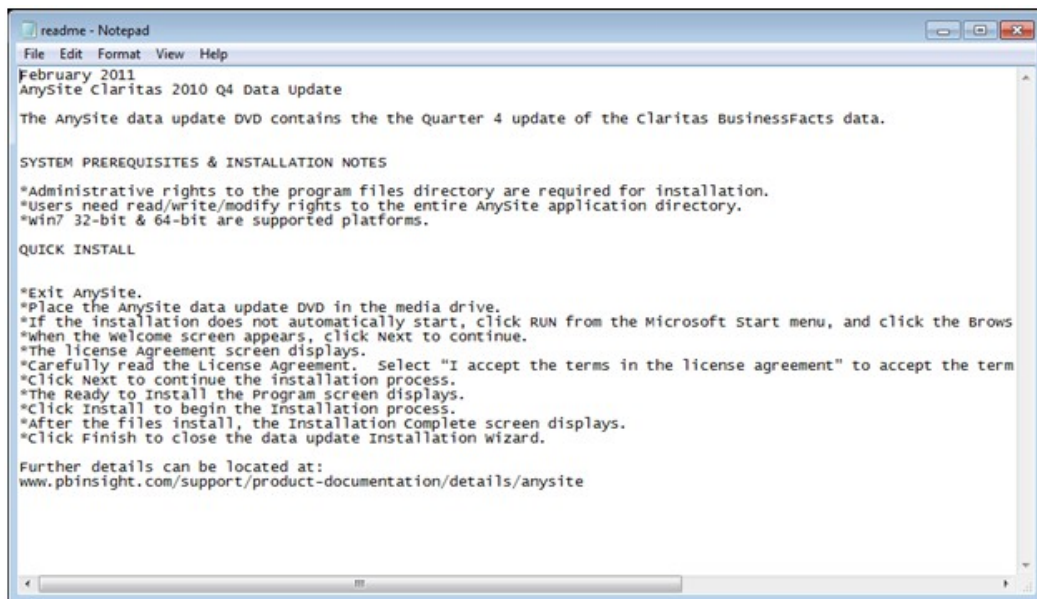 readme - Notepad
File Edit Format View Help
February 2011
AnySite Claritas 2010 Q4 Data Update
The AnySite data update DVD contains the the Quarter 4 update of the Claritas BusinessFacts data.
SYSTEM PREREQUISITES & INSTALLATION NOTES
*Administrative rights to the program files directory are required for installation.
*Users need read/write/modify rights to the entire AnySite application directory.
*Win7 32-bit & 64-bit are supported platforms.
QUICK INSTALL
*Exit AnySite.
*Place the AnySite data update DVD in the media drive.
*If the installation does not automatically start, click RUN from the Microsoft Start menu, and click the Brows
*When the Welcome screen appears, click Next to continue.
*The license Agreement screen displays.
*Carefully read the License Agreement.  Select "I accept the terms in the license agreement" to accept the term
*Click Next to continue the installation process.
*The Ready to Install the Program screen displays.
*Click Install to begin the Installation process.
*After the files install, the Installation Complete screen displays.
*Click Finish to close the data update Installation Wizard.
Further details can be located at:
www.pbinsight.com/support/product-documentation/details/anysite